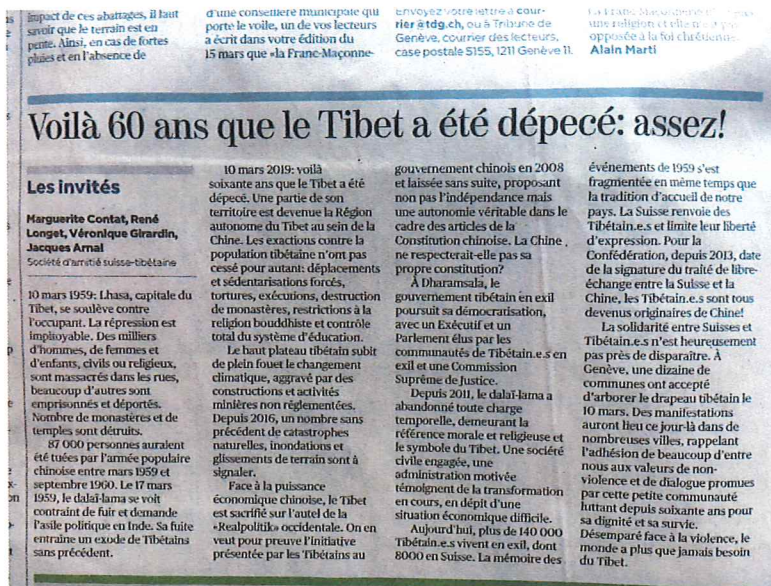 impact de ces abattages, il faut
savoir que le terrain est en
pente. Ainsi, en cas de fortes
pluies et en l'absence de
d'une conseillère municipale qui
porte le voile, un de vos lecteurs
a écrit dans votre édition du
15 mars que «la Franc-Maçonne-
Envoyez votre lettre à cour-
rier@tdg.ch, ou à Tribune de
Genève, courrier des lecteurs,
case postale 5155, 1211 Genève 11.
une religion et elle n'est pas
opposée à la foi chrétienne.
Alain Marti
Voilà 60 ans que le Tibet a été dépecé: assez!
Les invités
Marguerite Contat, René
Longet, Véronique Girardin,
Jacques Arnal
Société d'amitié suisse-tibétaine
10 mars 1959: Lhasa, capitale du
Tibet, se soulève contre
l'occupant. La répression est
impitoyable. Des milliers
d'hommes, de femmes et
d'enfants, civils ou religieux,
sont massacrés dans les rues,
beaucoup d'autres sont
emprisonnés et déportés.
Nombre de monastères et de
temples sont détruits.
87 000 personnes auraient
été tuées par l'armée populaire
chinoise entre mars 1959 et
septembre 1960. Le 17 mars
1959, le dalaï-lama se voit
contraint de fuir et demande
l'asile politique en Inde. Sa fuite
entraîne un exode de Tibétains
sans précédent.
10 mars 2019: voilà
soixante ans que le Tibet a été
dépecé. Une partie de son
territoire est devenue la Région
autonome du Tibet au sein de la
Chine. Les exactions contre la
population tibétaine n'ont pas
cessé pour autant: déplacements
et sédentarisations forcés,
tortures, exécutions, destruction
de monastères, restrictions à la
religion bouddhiste et contrôle
total du système d'éducation.
Le haut plateau tibétain subit
de plein fouet le changement
climatique, aggravé par des
constructions et activités
minières non réglementées.
Depuis 2016, un nombre sans
précédent de catastrophes
naturelles, inondations et
glissements de terrain sont à
signaler.
Face à la puissance
économique chinoise, le Tibet
est sacrifié sur l'autel de la
«Realpolitik» occidentale. On en
veut pour preuve l'initiative
présentée par les Tibétains au
gouvernement chinois en 2008
et laissée sans suite, proposant
non pas l'indépendance mais
une autonomie véritable dans le
cadre des articles de la
Constitution chinoise. La Chine
ne respecterait-elle pas sa
propre constitution?
À Dharamsala, le
gouvernement tibétain en exil
poursuit sa démocratisation,
avec un Exécutif et un
Parlement élus par les
communautés de Tibétain.e.s en
exil et une Commission
Suprême de Justice.
Depuis 2011, le dalaï-lama a
abandonné toute charge
temporelle, demeurant la
référence morale et religieuse et
le symbole du Tibet. Une société
civile engagée, une
administration motivée
témoignent de la transformation
en cours, en dépit d'une
situation économique difficile.
Aujourd'hui, plus de 140 000
Tibétain.e.s vivent en exil, dont
8000 en Suisse. La mémoire des
événements de 1959 s'est
fragmentée en même temps que
la tradition d'accueil de notre
pays. La Suisse renvoie des
Tibétain.e.s et limite leur liberté
d'expression. Pour la
Confédération, depuis 2013, date
de la signature du traité de libre-
échange entre la Suisse et la
Chine, les Tibétain.e.s sont tous
devenus originaires de Chine!
La solidarité entre Suisses et
Tibétain.e.s n'est heureusement
pas près de disparaître. À
Genève, une dizaine de
communes ont accepté
d'arborer le drapeau tibétain le
10 mars. Des manifestations
auront lieu ce jour-là dans de
nombreuses villes, rappelant
l'adhésion de beaucoup d'entre
nous aux valeurs de non-
violence et de dialogue promues
par cette petite communauté
luttant depuis soixante ans pour
sa dignité et sa survie.
Désemparé face à la violence, le
monde a plus que jamais besoin
du Tibet.